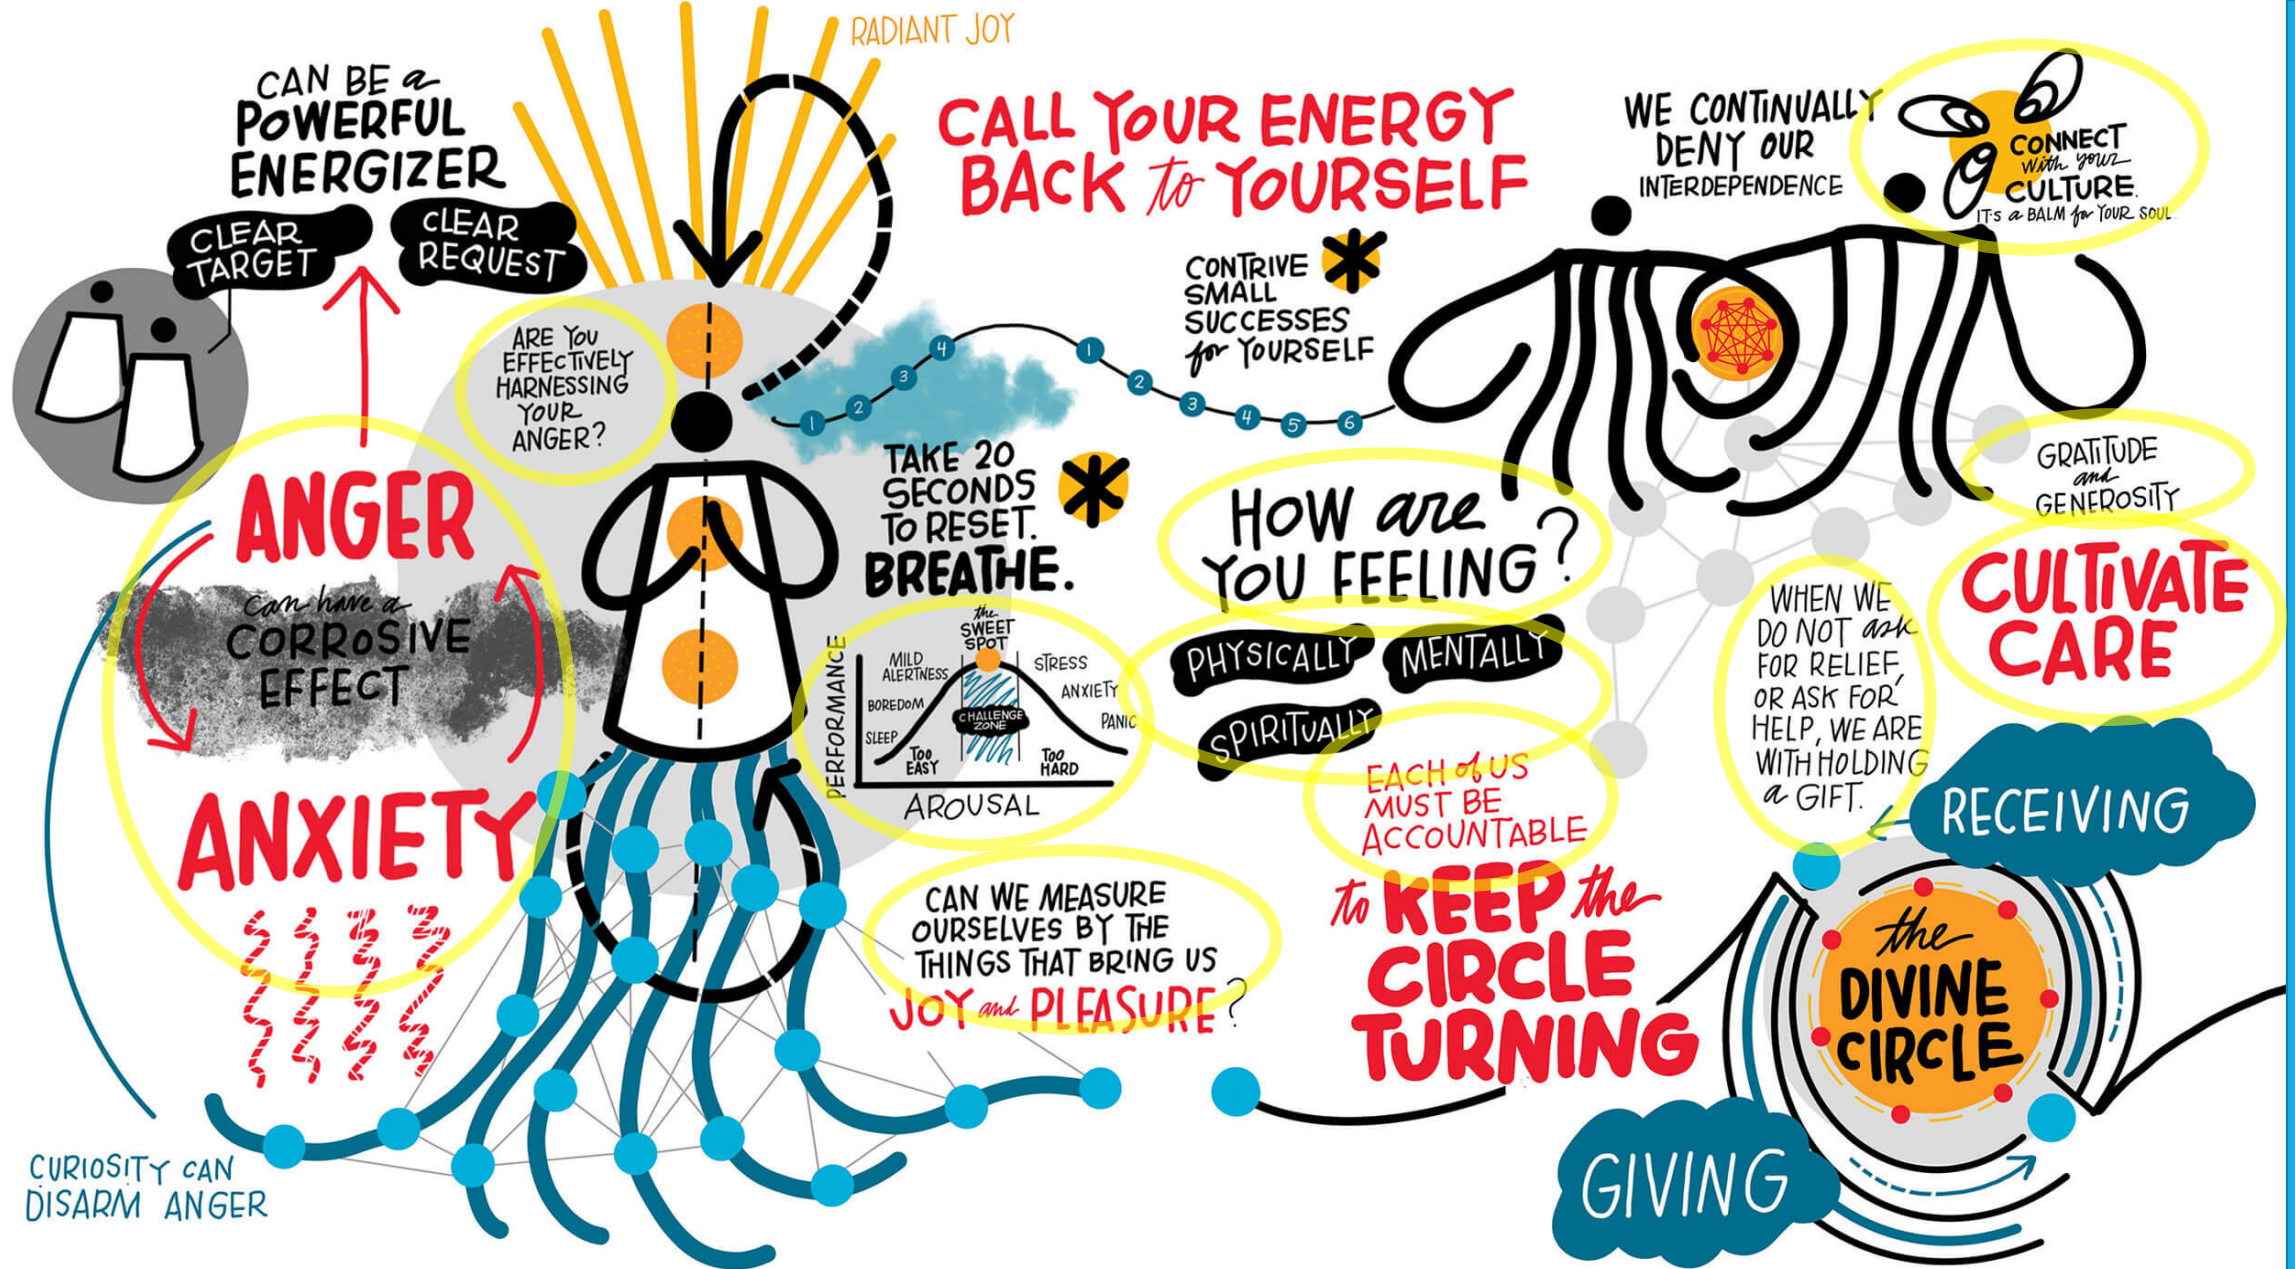 RADIANT JOY
CAN BE a
POWERFUL
ENERGIZER
CLEAR
TARGET
CLEAR
REQUEST
ARE YOU
EFFECTIVELY
HARNESSING
YOUR
ANGER?
ANGER
can have a
CORROSIVE
EFFECT
ANXIETY
CURIOSITY CAN
DISARM ANGER
CALL YOUR ENERGY
BACK to YOURSELF
CONTRIVE
SMALL
SUCCESSES
for YOURSELF
1
2
3
4
1
2
3
4
5
6
TAKE 20
SECONDS
TO RESET.
BREATHE.
PERFORMANCE
the
SWEET
SPOT
MILD
ALERTNESS
BOREDOM
SLEEP
TOO
EASY
CHALLENGE
ZONE
STRESS
ANXIETY
PANIC
TOO
HARD
AROUSAL
CAN WE MEASURE
OURSELVES BY THE
THINGS THAT BRING US
JOY and PLEASURE?
HOW are
YOU FEELING?
PHYSICALLY
MENTALLY
SPIRITUALLY
EACH of US
MUST BE
ACCOUNTABLE
to KEEP the
CIRCLE
TURNING
WE CONTINUALLY
DENY OUR
INTERDEPENDENCE
CONNECT
with your
CULTURE.
IT'S a BALM for YOUR SOUL.
GRATITUDE
and
GENEROSITY
CULTIVATE
CARE
WHEN WE
DO NOT ask
FOR RELIEF,
OR ASK FOR
HELP, WE ARE
WITHHOLDING
a GIFT.
RECEIVING
the
DIVINE
CIRCLE
GIVING